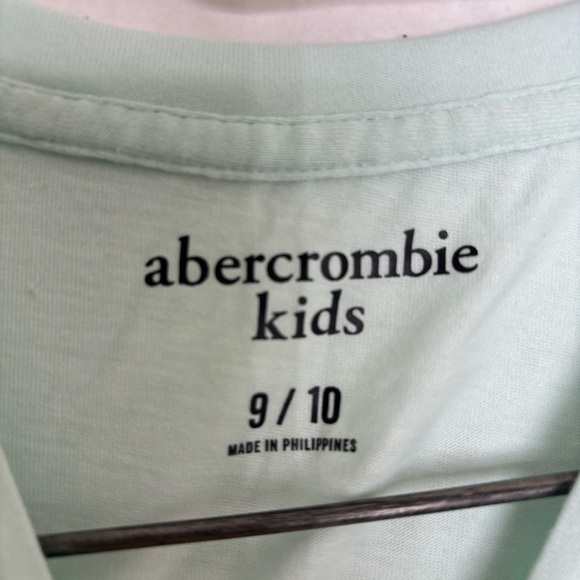 abercrombie
kids
9 / 10
MADE IN PHILIPPINES